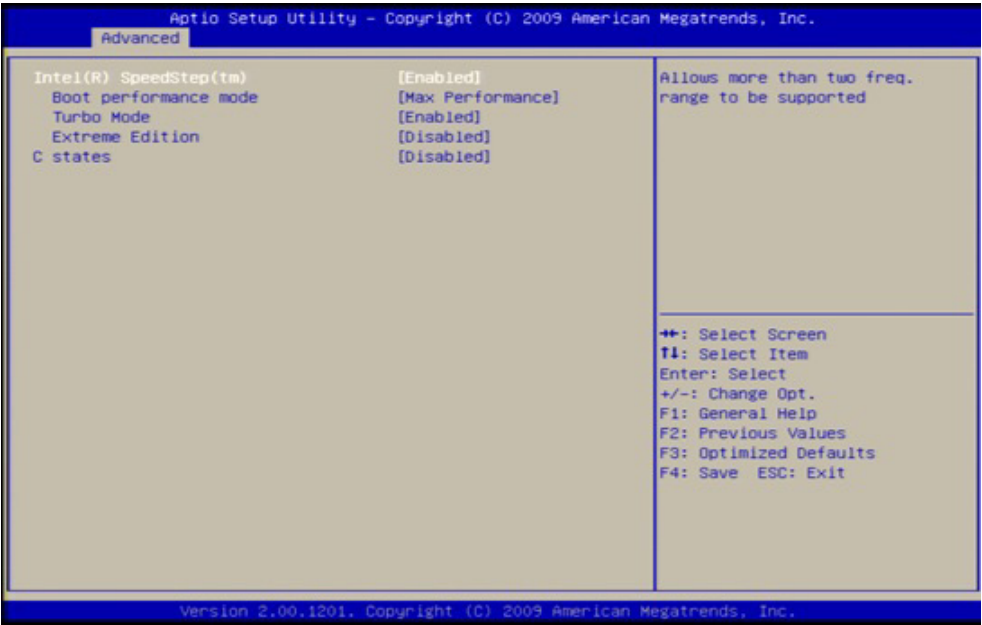 Aptio Setup Utility – Copyright (C) 2009 American Megatrends, Inc.
Advanced
Intel(R) SpeedStep(tm) [Enabled]
Boot performance mode [Max Performance]
Turbo Mode [Enabled]
Extreme Edition [Disabled]
C states [Disabled]
Allows more than two freq.
range to be supported
→←: Select Screen
↑↓: Select Item
Enter: Select
+/-: Change Opt.
F1: General Help
F2: Previous Values
F3: Optimized Defaults
F4: Save ESC: Exit
Version 2.00.1201. Copyright (C) 2009 American Megatrends, Inc.